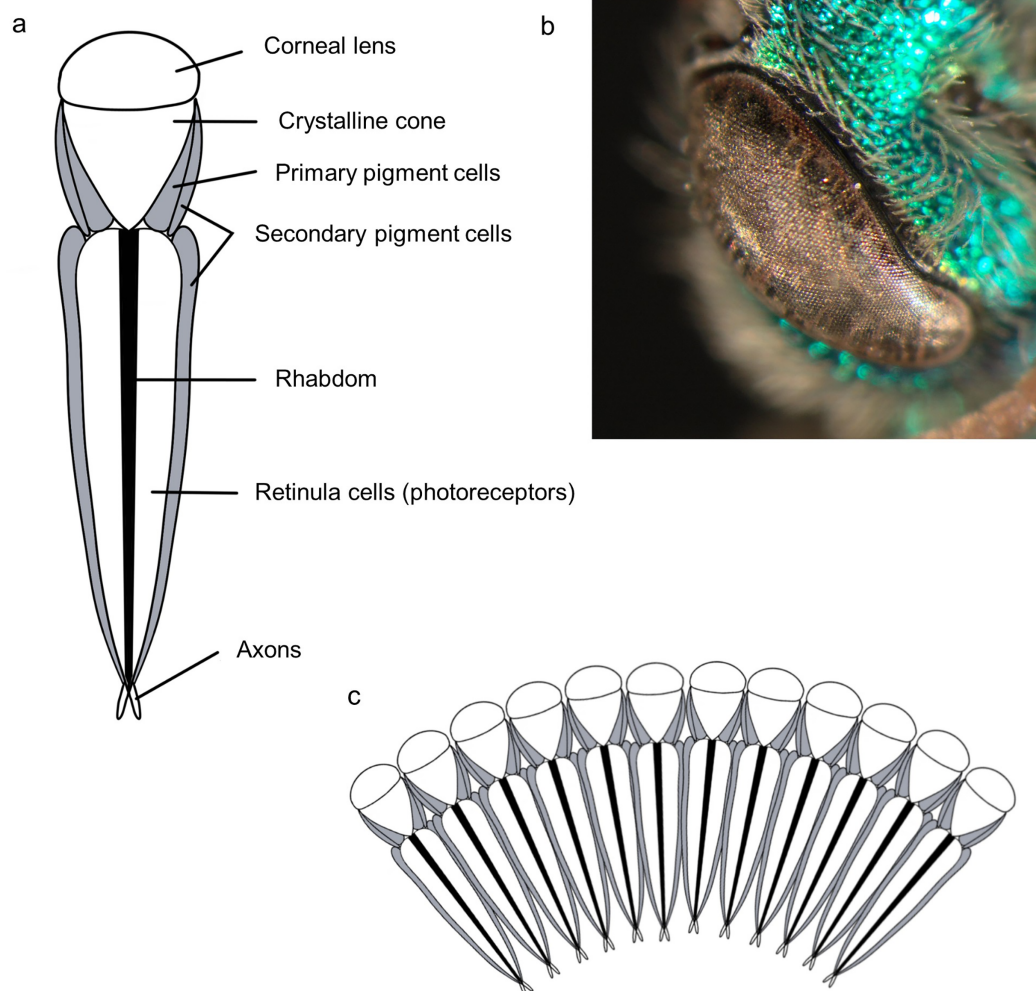 a
Corneal lens
Crystalline cone
Primary pigment cells
Secondary pigment cells
Rhabdom
Retinula cells (photoreceptors)
Axons
b
c